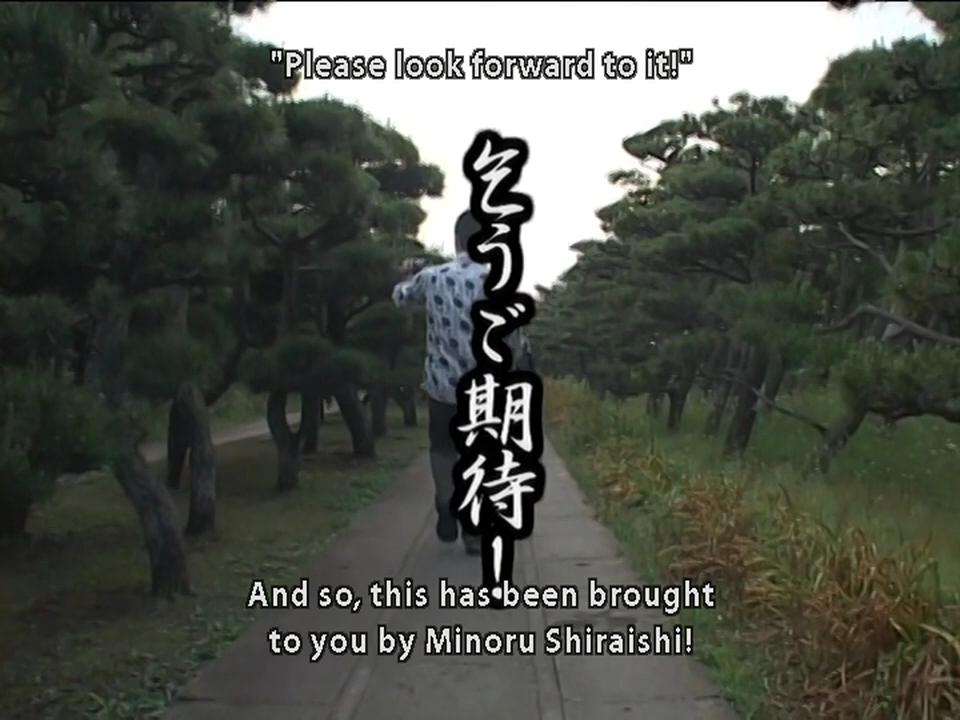 "Please look forward to it!"
乞うご期待!
And so, this has been brought
to you by Minoru Shiraishi!